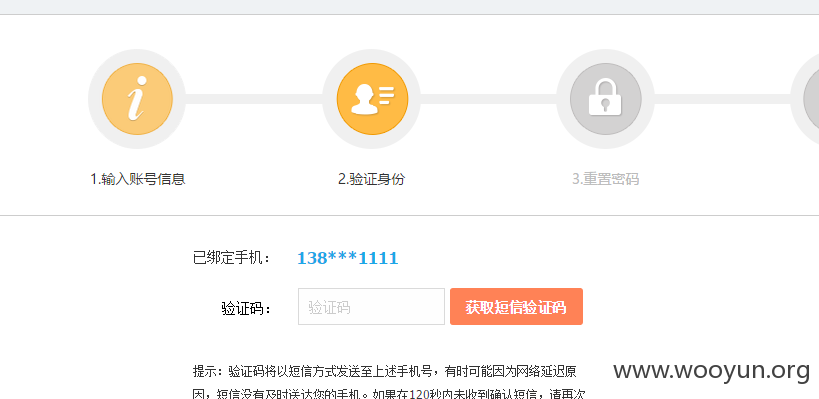 1.输入账号信息
2.验证身份
3.重置密码
已绑定手机： 138***1111
验证码： 验证码 获取短信验证码
提示：验证码将以短信方式发送至上述手机号，有时可能因为网络延迟原
因，短信没有及时送达您的手机。如果在120秒内未收到确认短信，请再次
www.wooyun.org